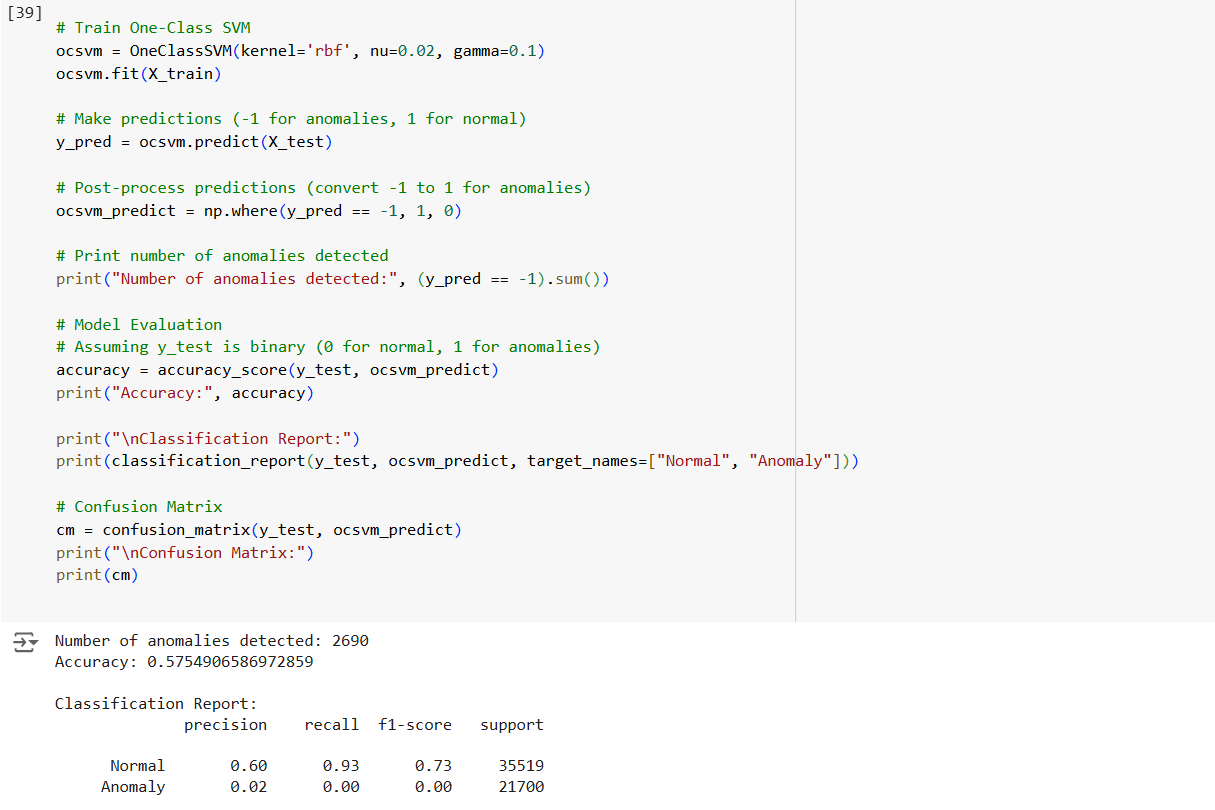 [39]
# Train One-Class SVM
ocsvm = OneClassSVM(kernel='rbf', nu=0.02, gamma=0.1)
ocsvm.fit(X_train)
# Make predictions (-1 for anomalies, 1 for normal)
y_pred = ocsvm.predict(X_test)
# Post-process predictions (convert -1 to 1 for anomalies)
ocsvm_predict = np.where(y_pred == -1, 1, 0)
# Print number of anomalies detected
print("Number of anomalies detected:", (y_pred == -1).sum())
# Model Evaluation
# Assuming y_test is binary (0 for normal, 1 for anomalies)
accuracy = accuracy_score(y_test, ocsvm_predict)
print("Accuracy:", accuracy)
print("\nClassification Report:")
print(classification_report(y_test, ocsvm_predict, target_names=["Normal", "Anomaly"]))
# Confusion Matrix
cm = confusion_matrix(y_test, ocsvm_predict)
print("\nConfusion Matrix:")
print(cm)
Number of anomalies detected: 2690
Accuracy: 0.5754906586972859
Classification Report:
precision recall f1-score support
Normal 0.60 0.93 0.73 35519
Anomaly 0.02 0.00 0.00 21700